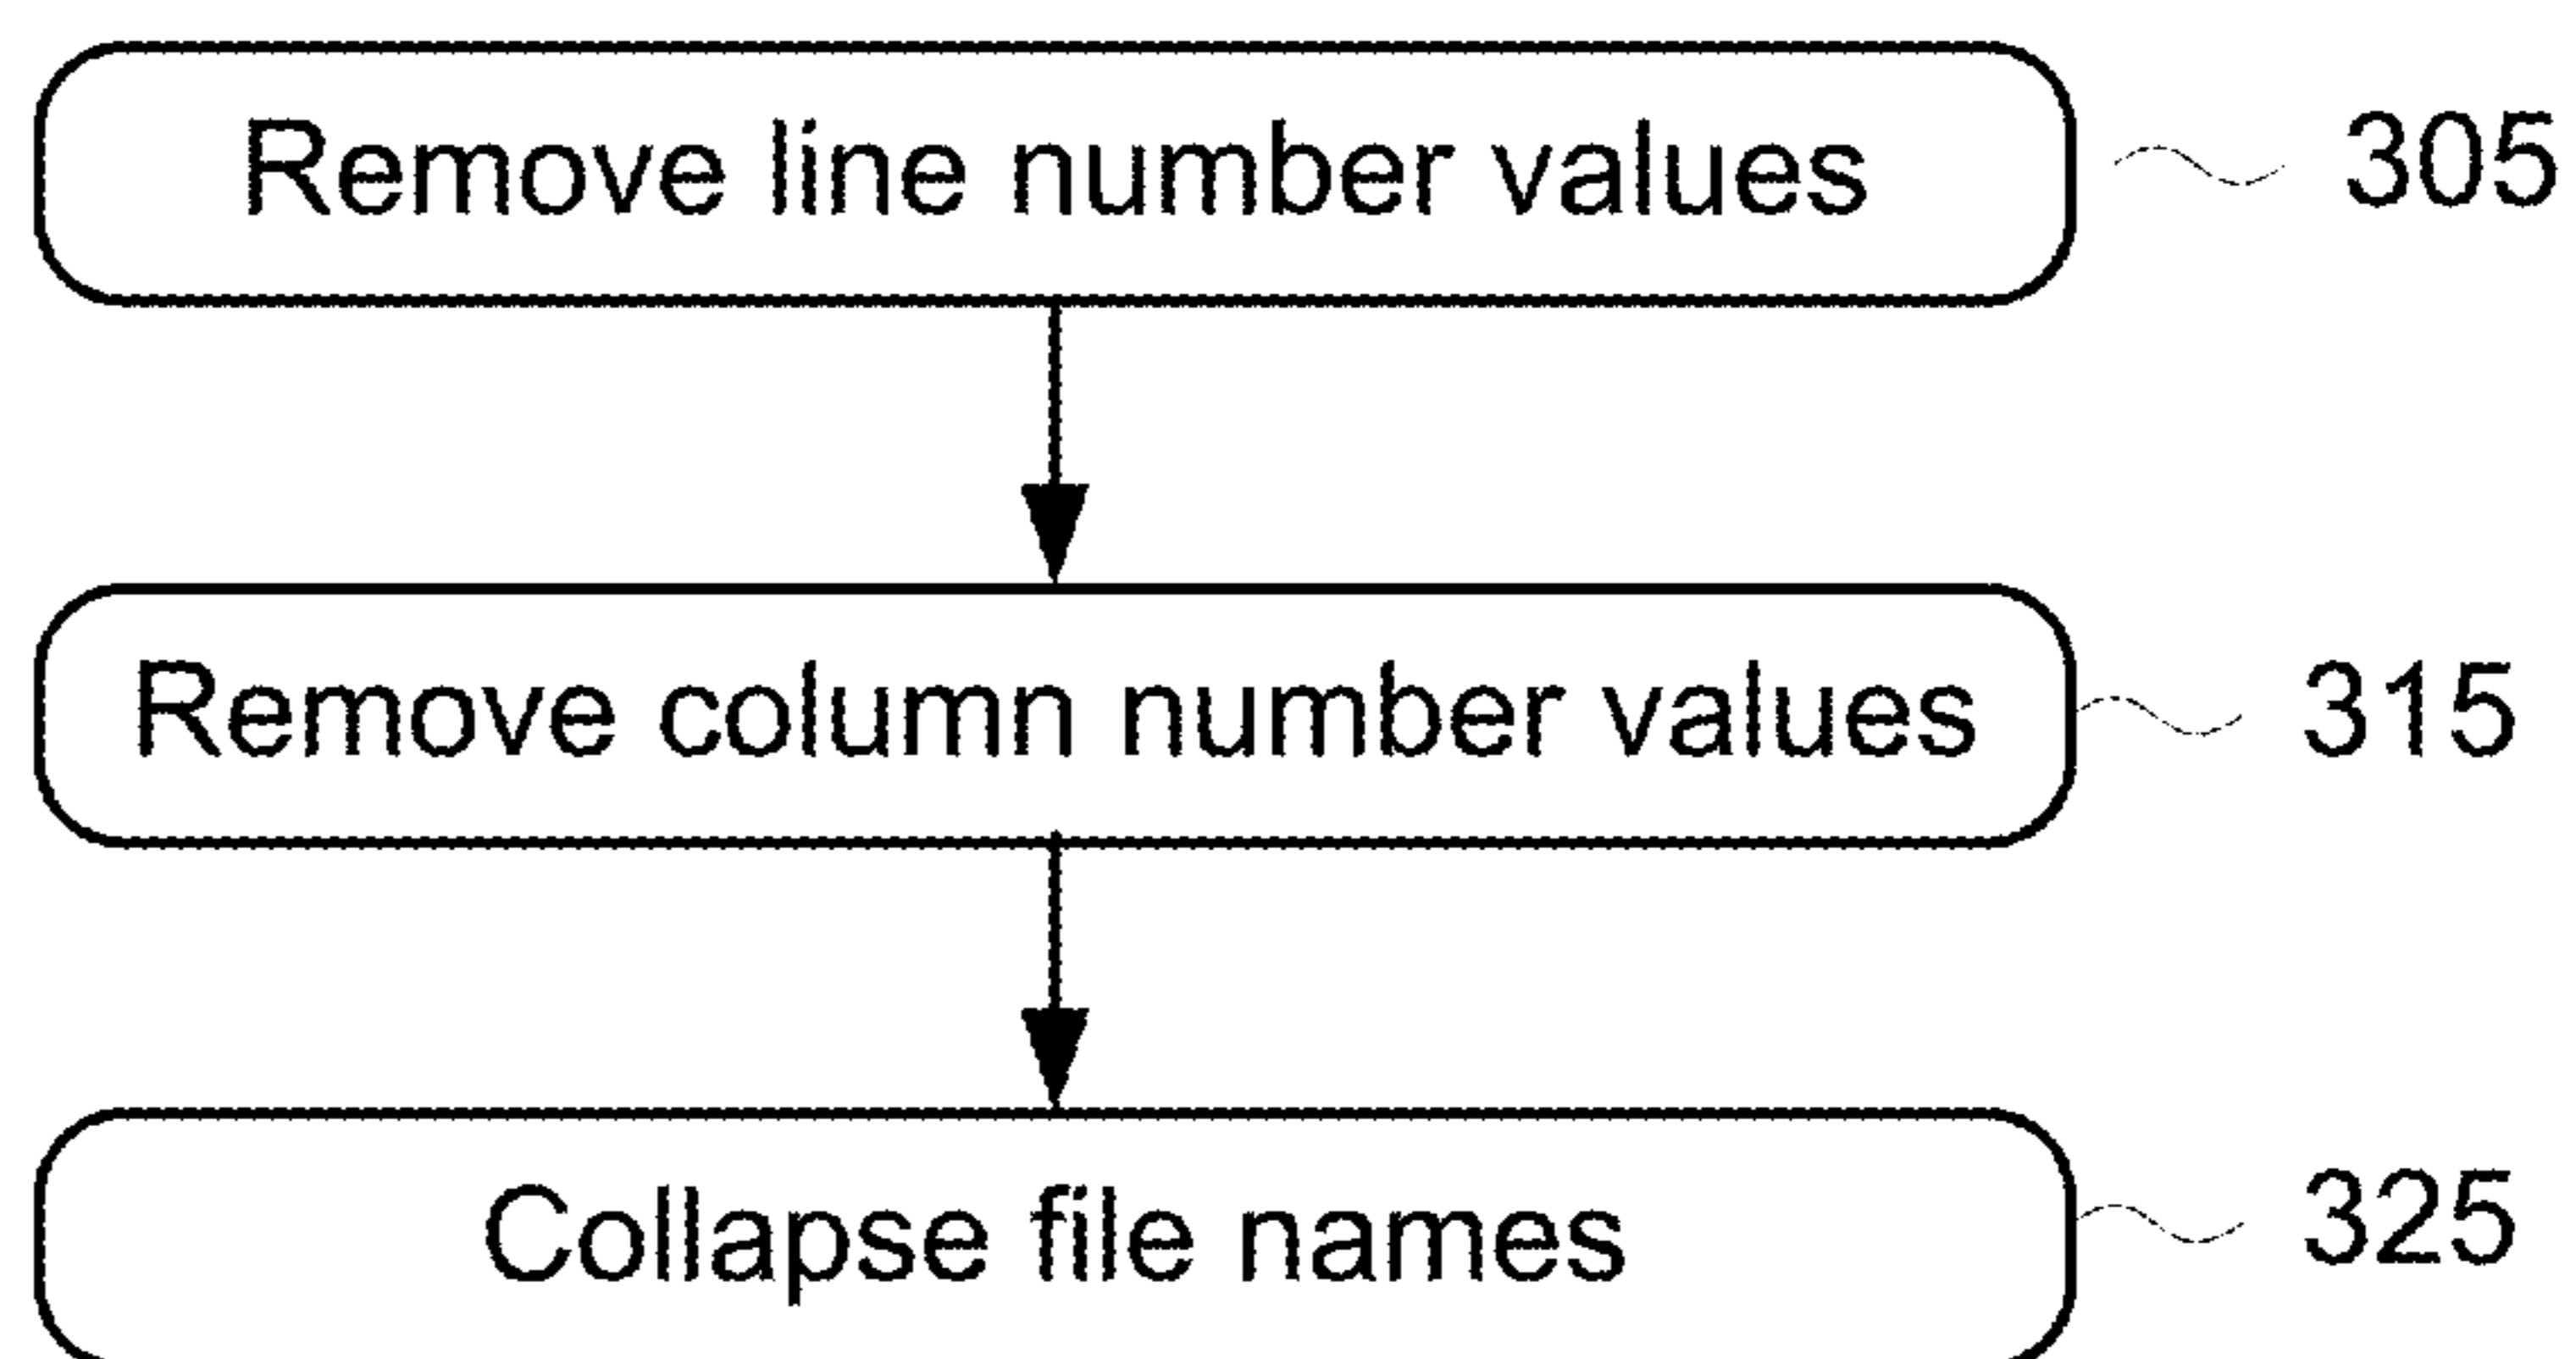 Remove line number values 305
Remove column number values 315
Collapse file names 325